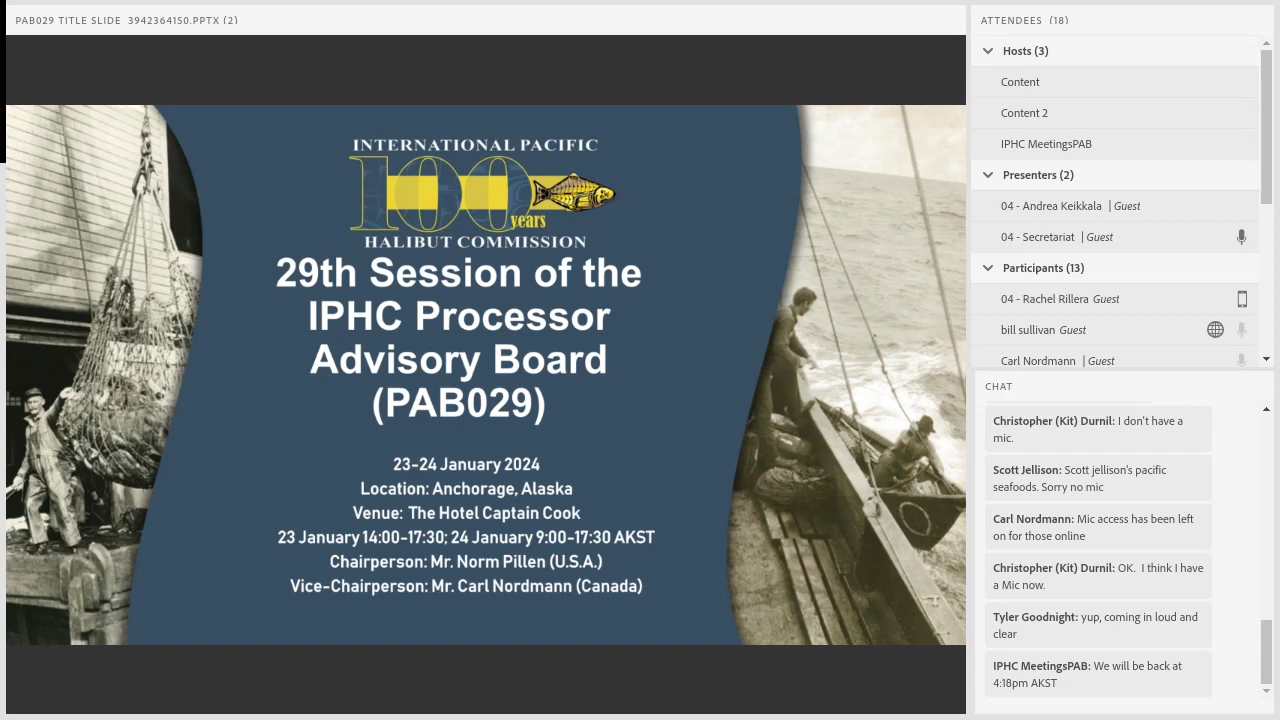 PAB029 TITLE SLIDE_3942364150.PPTX (2)
INTERNATIONAL PACIFIC
100
years
HALIBUT COMMISSION
29th Session of the
IPHC Processor
Advisory Board
(PAB029)
23-24 January 2024
Location: Anchorage, Alaska
Venue: The Hotel Captain Cook
23 January 14:00-17:30; 24 January 9:00-17:30 AKST
Chairperson: Mr. Norm Pillen (U.S.A.)
Vice-Chairperson: Mr. Carl Nordmann (Canada)
ATTENDEES (18)
Hosts (3)
Content
Content 2
IPHC MeetingsPAB
Presenters (2)
04 - Andrea Keikkala | Guest
04 - Secretariat | Guest
Participants (13)
04 - Rachel Rillera Guest
bill sullivan Guest
Carl Nordmann | Guest
CHAT
Christopher (Kit) Durnil: I don't have a
mic.
Scott Jellison: Scott jellison's pacific
seafoods. Sorry no mic
Carl Nordmann: Mic access has been left
on for those online
Christopher (Kit) Durnil: OK. I think I have
a Mic now.
Tyler Goodnight: yup, coming in loud and
clear
IPHC MeetingsPAB: We will be back at
4:18pm AKST